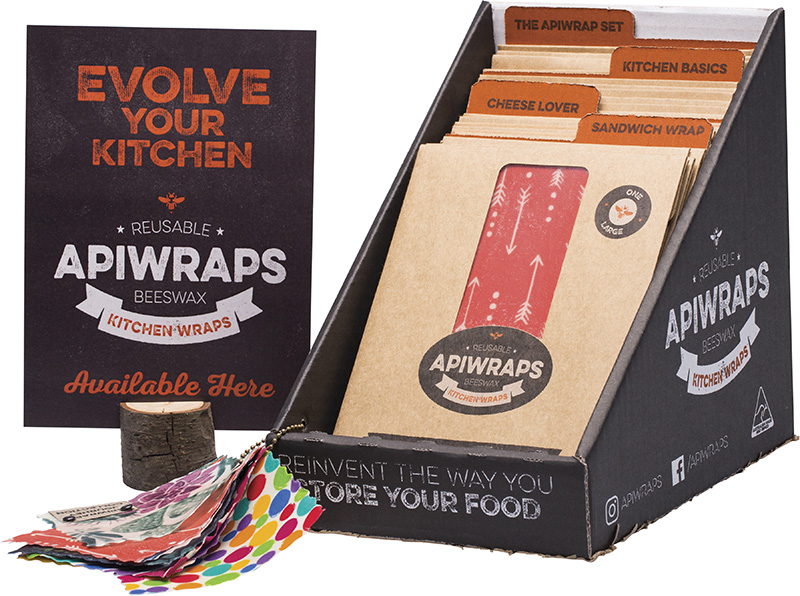 EVOLVE
YOUR
KITCHEN
REUSABLE
APIWRAPS
BEESWAX
KITCHEN WRAPS
Available Here
THE APIWRAP SET
KITCHEN BASICS
CHEESE LOVER
SANDWICH WRAP
ONE
LARGE
REUSABLE
APIWRAPS
BEESWAX
KITCHEN WRAPS
REINVENT THE WAY YOU
STORE YOUR FOOD
REUSABLE
APIWRAPS
BEESWAX
KITCHEN WRAPS
APIWRAPS
f /APIWRAPS